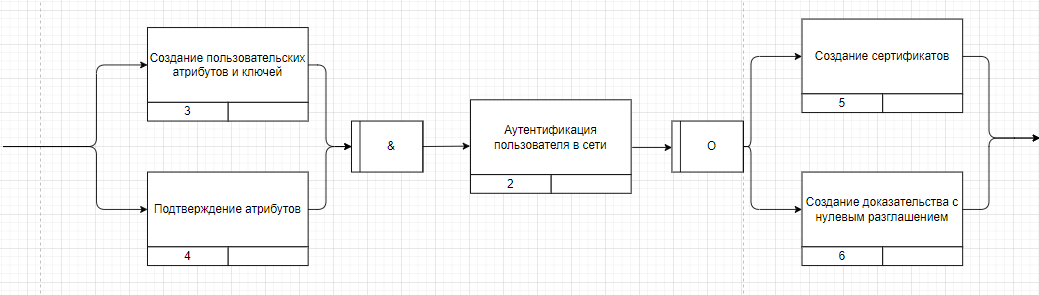 Создание пользовательских
атрибутов и ключей
3
Подтверждение атрибутов
4
&
Аутентификация
пользователя в сети
2
O
Создание сертификатов
5
Создание доказательства с
нулевым разглашением
6